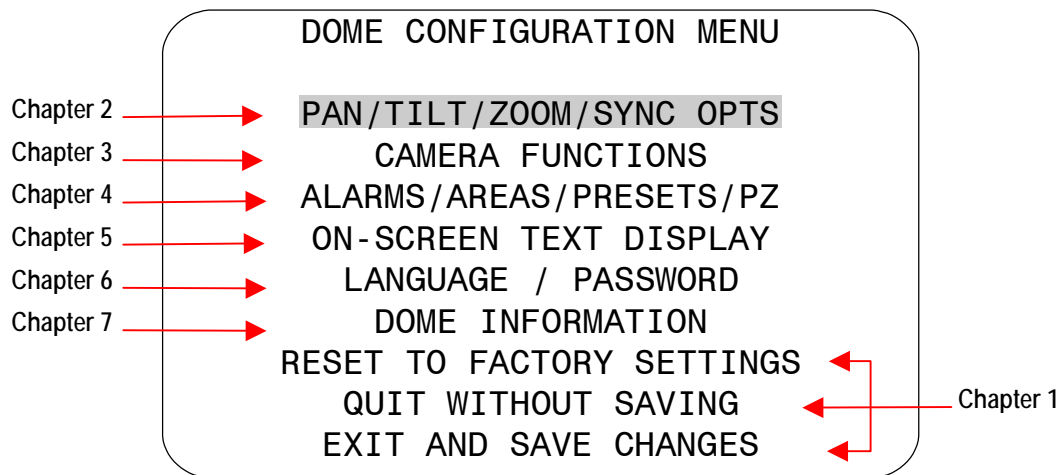 DOME CONFIGURATION MENU
Chapter 2 PAN/TILT/ZOOM/SYNC OPTS
Chapter 3 CAMERA FUNCTIONS
Chapter 4 ALARMS/AREAS/PRESETS/PZ
Chapter 5 ON-SCREEN TEXT DISPLAY
Chapter 6 LANGUAGE / PASSWORD
Chapter 7 DOME INFORMATION
RESET TO FACTORY SETTINGS
QUIT WITHOUT SAVING Chapter 1
EXIT AND SAVE CHANGES